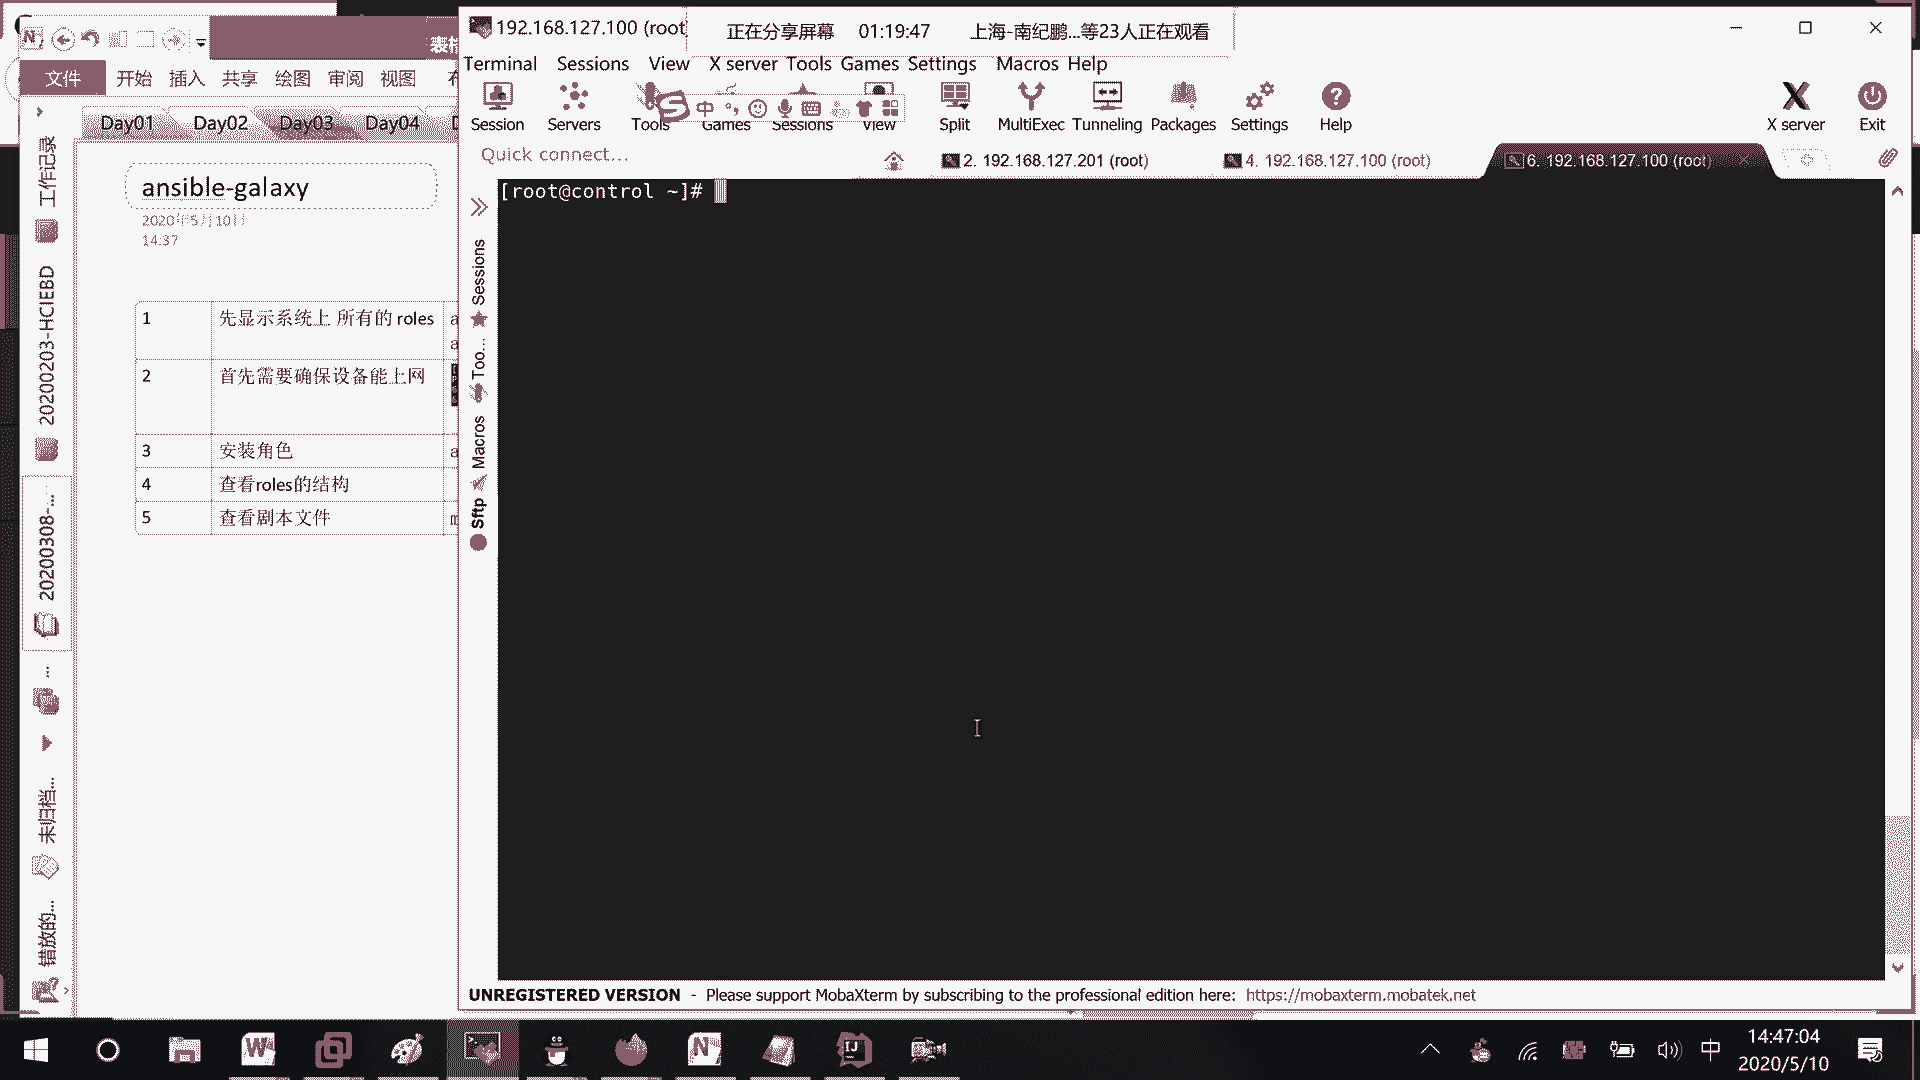 192.168.127.100 (root
正在分享屏幕 01:19:47 上海-南纪鹏...等23人正在观看
Terminal Sessions View X server Tools Games Settings Macros Help
文件 开始 插入 共享 绘图 审阅 视图
Session Servers Tools Games Sessions View Split MultiExec Tunneling Packages Settings Help X server Exit
中
Day01 Day02 Day03 Day04
Quick connect...
2. 192.168.127.201 (root)
4. 192.168.127.100 (root)
6. 192.168.127.100 (root)
[root@control ~]#
ansible-galaxy
2020年5月10日
14:37
1 先显示系统上 所有的 roles a
a
2 首先需要确保设备能上网
3 安装角色 a
4 查看roles的结构
5 查看剧本文件
工作记录
20200203-HCIEBD
20200308-...
...
未归档...
错放的...
Sessions
Too...
Macros
Sftp
UNREGISTERED VERSION - Please support MobaXterm by subscribing to the professional edition here: https://mobaxterm.mobatek.net
中
14:47:04
2020/5/10